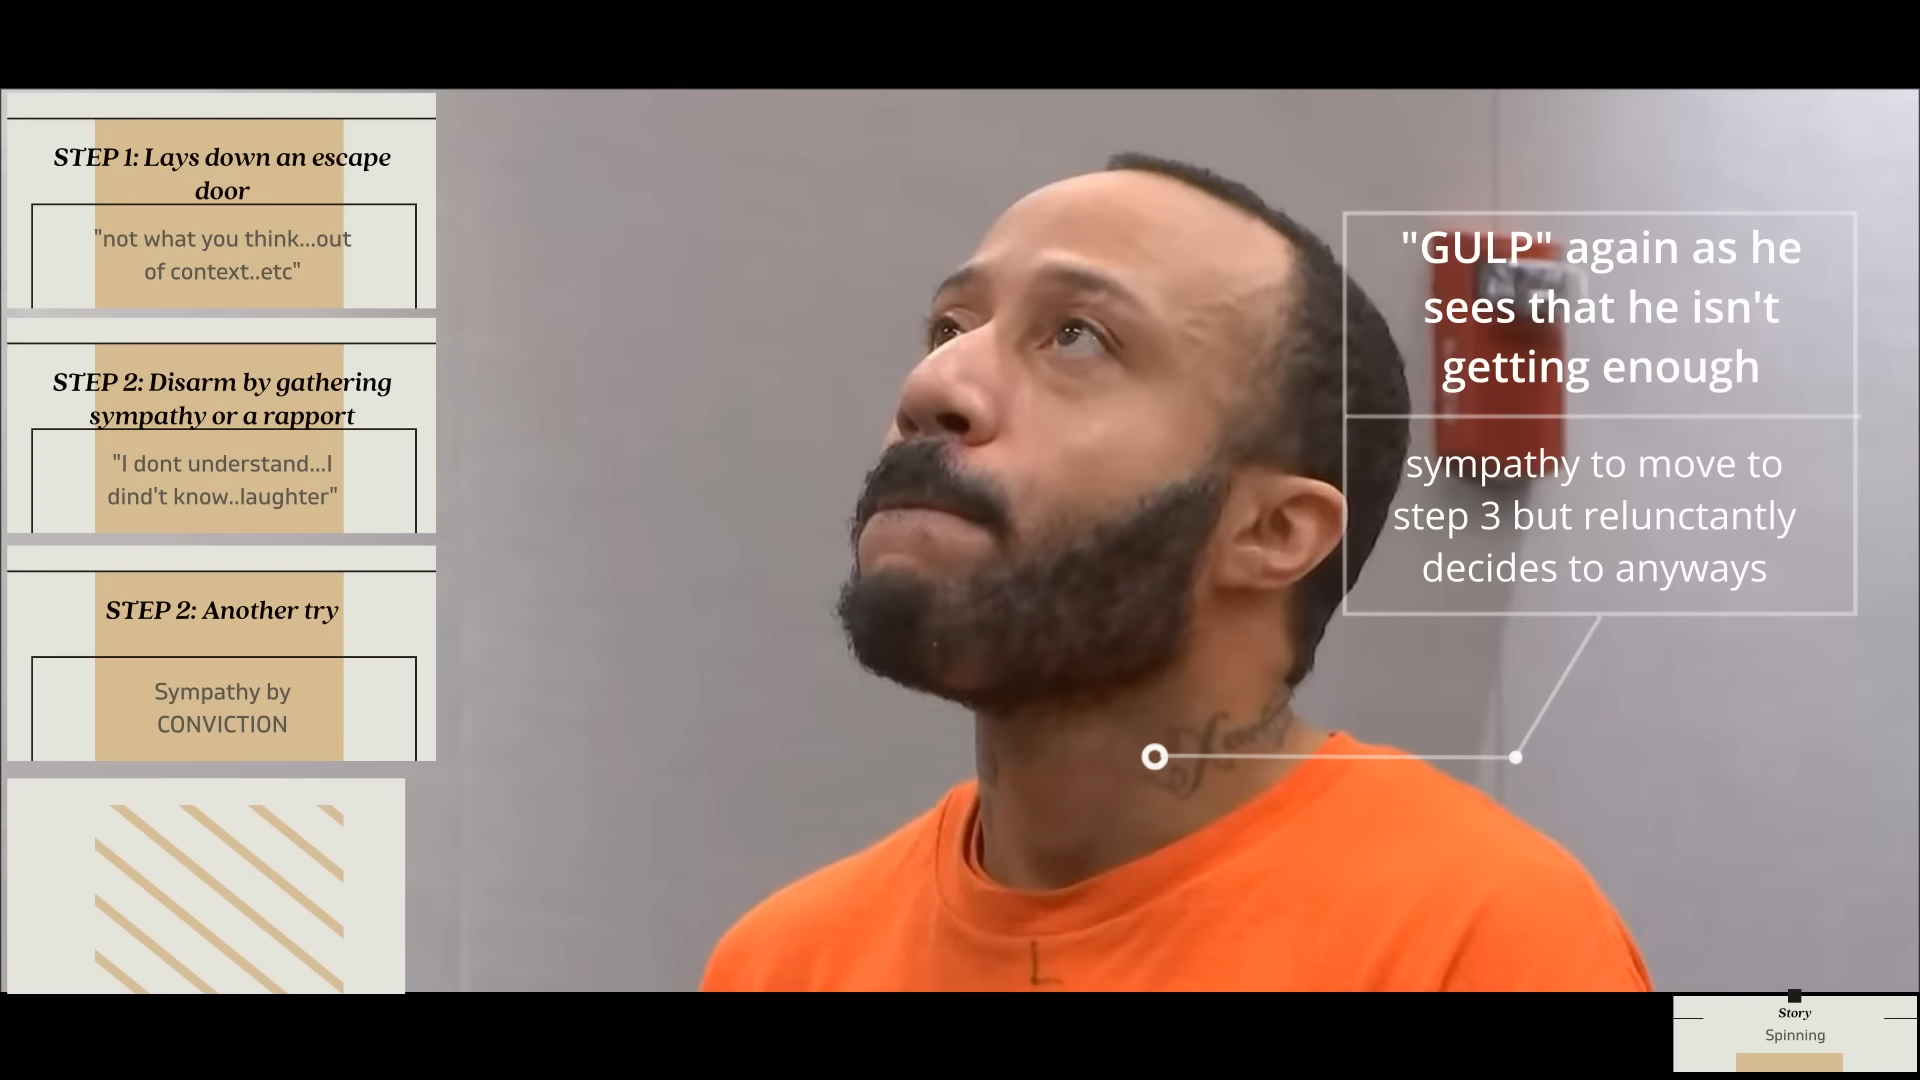 STEP 1: Lays down an escape
door
"not what you think...out
of context..etc"
STEP 2: Disarm by gathering
sympathy or a rapport
"I dont understand...I
dind't know..laughter"
STEP 2: Another try
Sympathy by
CONVICTION
"GULP" again as he
sees that he isn't
getting enough
sympathy to move to
step 3 but relunctantly
decides to anyways
L
Story
Spinning